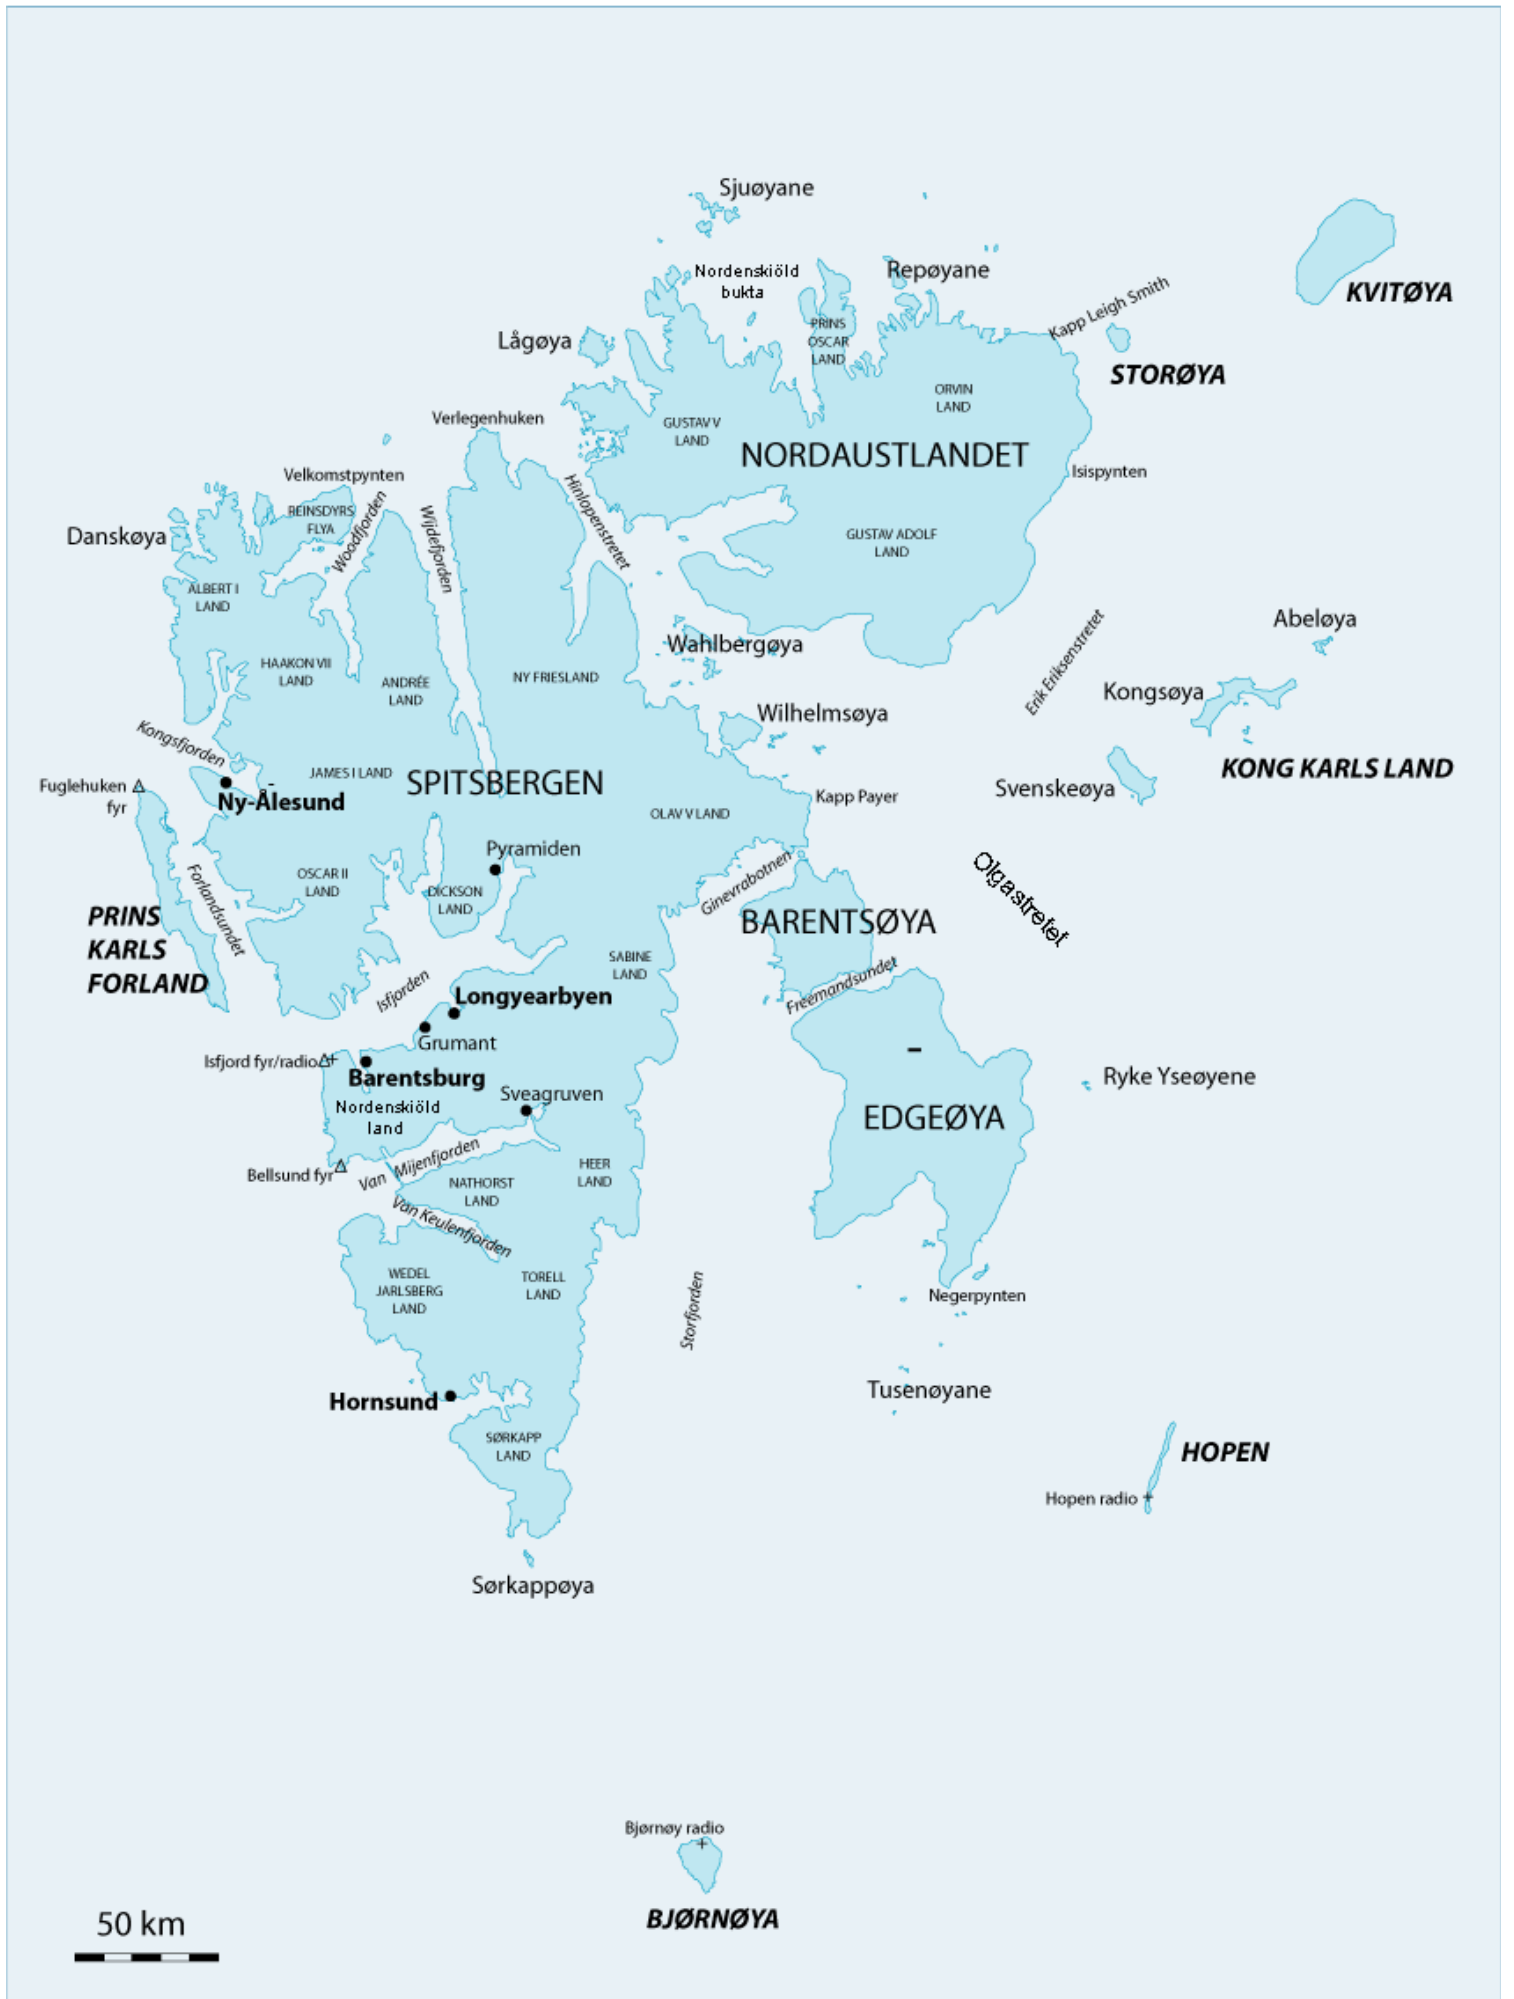 Sjuøyane
Nordenskiöld
bukta
Repøyane
KVITØYA
Kapp Leigh Smith
PRINS
OSCAR
LAND
Lågøya
STORØYA
ORVIN
LAND
Verlegenhuken
GUSTAV V
LAND
NORDAUSTLANDET
Isispynten
Velkomstpynten
REINSDYRS
FLYA
Woodfjorden
Wijdefjorden
Hinlopenstretet
Danskøya
GUSTAV ADOLF
LAND
ALBERT I
LAND
Wahlbergøya
Erik Eriksenstretet
Abeløya
HAAKON VII
LAND
ANDRÉE
LAND
NY FRIESLAND
Kongsøya
Wilhelmsøya
Kongsfjorden
KONG KARLS LAND
JAMES I LAND
SPITSBERGEN
Svenskeøya
Fuglehuken
fyr
Ny-Ålesund
Kapp Payer
OLAV V LAND
Pyramiden
Ginevrabotnen
Olgastretet
OSCAR II
LAND
DICKSON
LAND
Forlandsundet
PRINS
KARLS
FORLAND
BARENTSØYA
SABINE
LAND
Freemandsundet
Isfjorden
Longyearbyen
Grumant
Isfjord fyr/radio
Barentsburg
Ryke Yseøyene
Sveagruven
Nordenskiöld
land
EDGEØYA
Bellsund fyr
Van Mijenfjorden
HEER
LAND
NATHORST
LAND
Van Keulenfjorden
WEDEL
JARLSBERG
LAND
TORELL
LAND
Storfjorden
Negerpynten
Tusenøyane
Hornsund
SØRKAPP
LAND
HOPEN
Hopen radio
Sørkappøya
Bjørnøy radio
BJØRNØYA
50 km